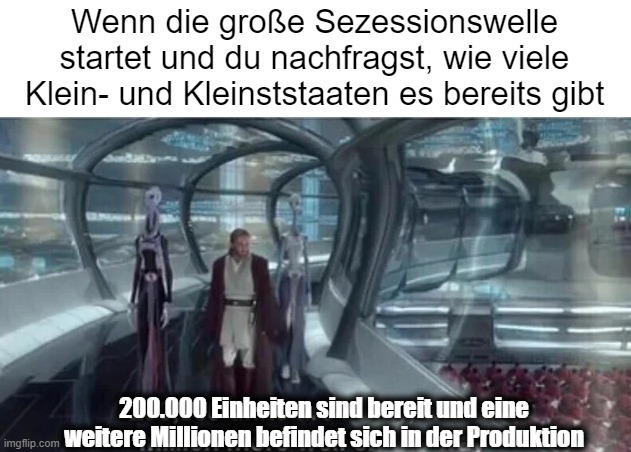 Wenn die große Sezessionswelle
startet und du nachfragst, wie viele
Klein- und Kleinststaaten es bereits gibt
200.000 Einheiten sind bereit und eine
weitere Millionen befindet sich in der Produktion
imgflip.com